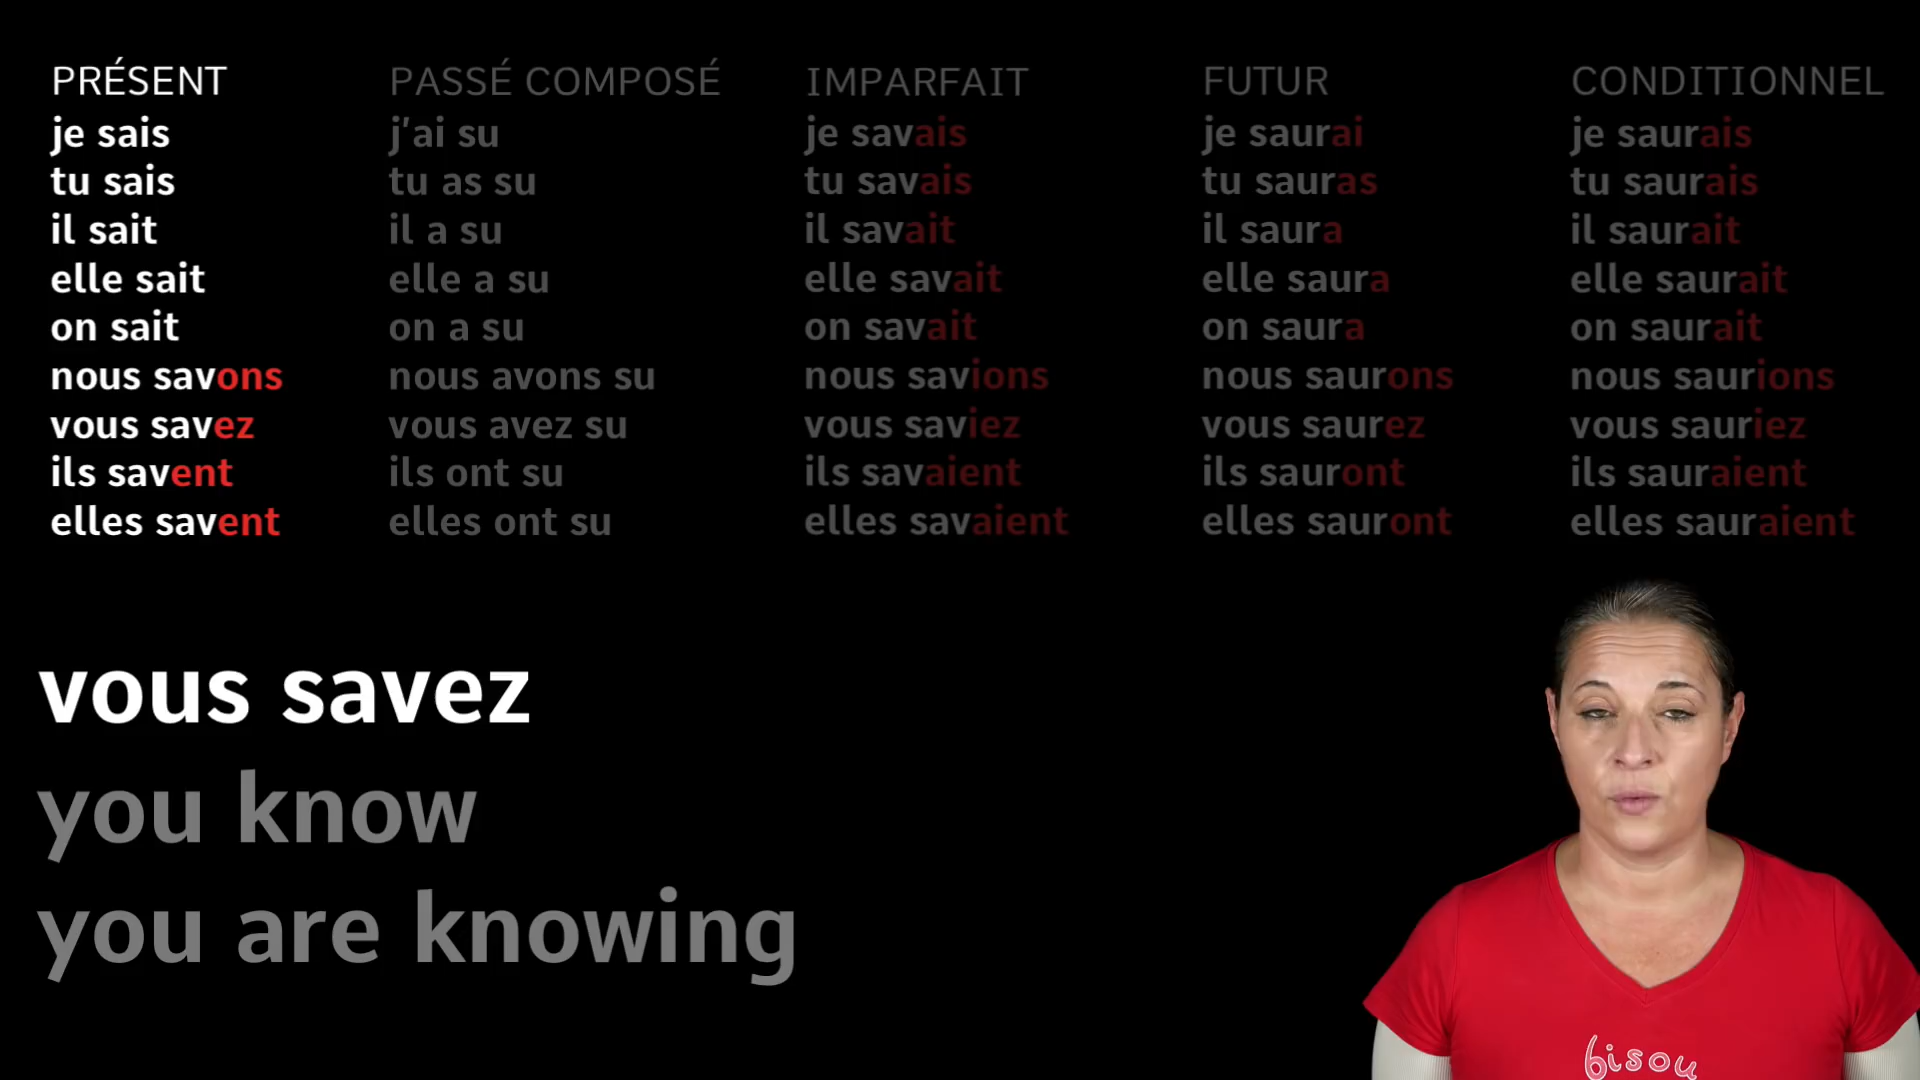 PRÉSENT
je sais
tu sais
il sait
elle sait
on sait
nous savons
vous savez
ils savent
elles savent
PASSÉ COMPOSÉ
j'ai su
tu as su
il a su
elle a su
on a su
nous avons su
vous avez su
ils ont su
elles ont su
IMPARFAIT
je savais
tu savais
il savait
elle savait
on savait
nous savions
vous saviez
ils savaient
elles savaient
FUTUR
je saurai
tu sauras
il saura
elle saura
on saura
nous saurons
vous saurez
ils sauront
elles sauront
CONDITIONNEL
je saurais
tu saurais
il saurait
elle saurait
on saurait
nous saurions
vous sauriez
ils sauraient
elles sauraient
vous savez
you know
you are knowing
bisou